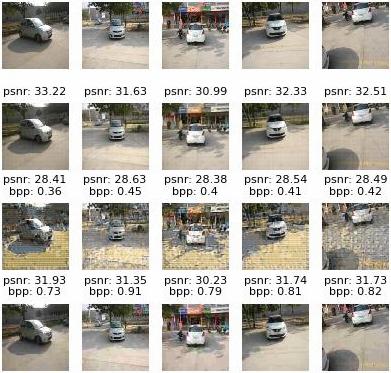 psnr: 33.22 psnr: 31.63 psnr: 30.99 psnr: 32.33 psnr: 32.51
psnr: 28.41 psnr: 28.63 psnr: 28.38 psnr: 28.54 psnr: 28.49
bpp: 0.36 bpp: 0.45 bpp: 0.4 bpp: 0.41 bpp: 0.42
psnr: 31.93 psnr: 31.35 psnr: 30.23 psnr: 31.74 psnr: 31.73
bpp: 0.73 bpp: 0.91 bpp: 0.79 bpp: 0.81 bpp: 0.82